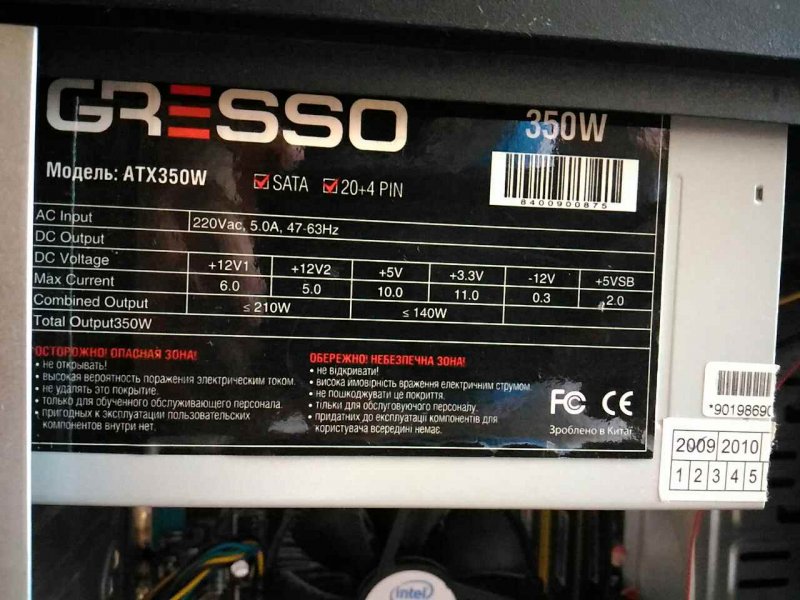 GRESSO
350W
Модель: ATX350W
SATA
20+4 PIN
8400900875
AC Input 220Vac, 5.0A, 47-63Hz
DC Output
DC Voltage +12V1 +12V2 +5V +3.3V -12V +5VSB
Max Current 6.0 5.0 10.0 11.0 0.3 2.0
Combined Output ≤ 210W ≤ 140W
Total Output350W
ОСТОРОЖНО! ОПАСНАЯ ЗОНА!
• не открывать!
• высокая вероятность поражения электрическим током.
• не удалять это покрытие.
• только для обученного обслуживающего персонала.
• пригодных к эксплуатации пользовательских
компонентов внутри нет.
ОБЕРЕЖНО! НЕБЕЗПЕЧНА ЗОНА!
• не відкривати!
• висока імовірність враження електричним струмом.
• не пошкоджувати це покриття.
• тільки для обслуговуючого персоналу.
• придатних до експлуатації компонентів для
користувача всередині немає.
FC CE
Зроблено в Китаї
*90198690
2009 2010
1 2 3 4 5
intel